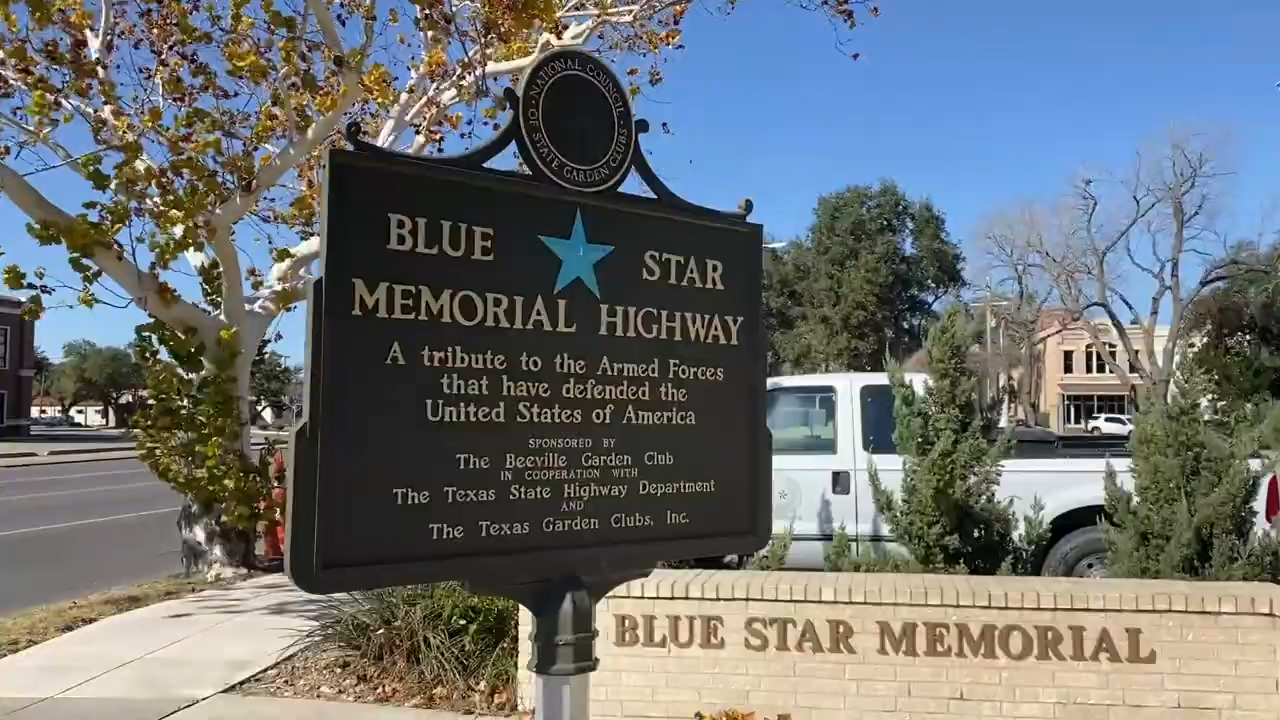 NATIONAL COUNCIL
OF STATE GARDEN CLUBS
BLUE STAR
MEMORIAL HIGHWAY
A tribute to the Armed Forces
that have defended the
United States of America
SPONSORED BY
The Beeville Garden Club
IN COOPERATION WITH
The Texas State Highway Department
AND
The Texas Garden Clubs, Inc.
BLUE STAR MEMORIAL